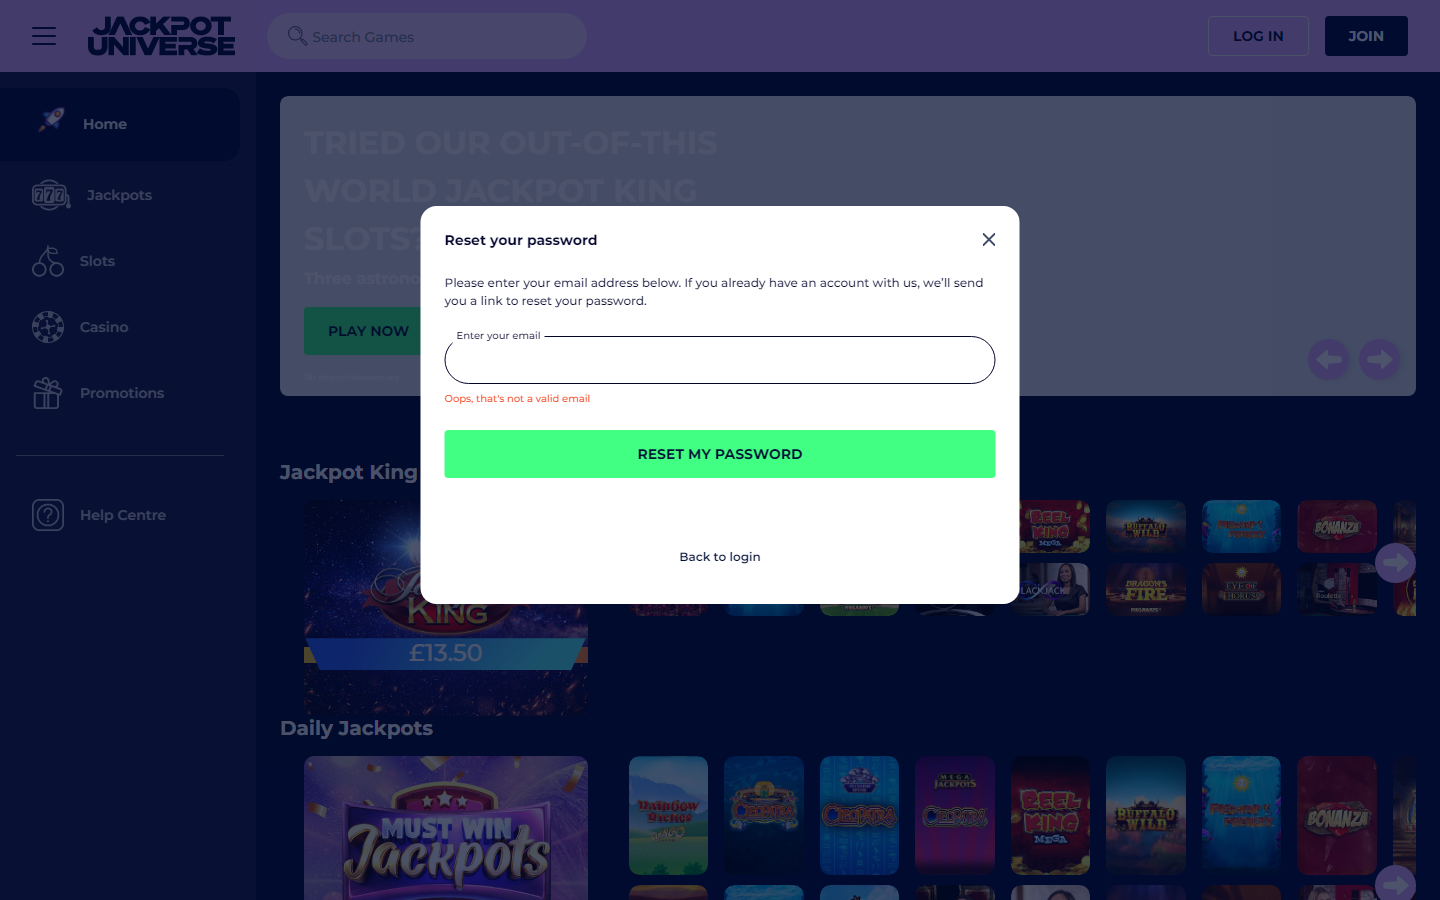 JACKPOT
UNIVERSE
Search Games
LOG IN
JOIN
Home
Jackpots
Slots
Casino
Promotions
Help Centre
TRIED OUR OUT-OF-THIS
WORLD JACKPOT KING
SLOTS?
Three astrono
PLAY NOW
Reset your password
Please enter your email address below. If you already have an account with us, we'll send
you a link to reset your password.
Enter your email
Oops, that's not a valid email
RESET MY PASSWORD
Back to login
Jackpot King
KING
£13.50
REEL
KING
MEGA
BUFFALO
WILD
BONANZA
BLACKJACK
DRAGON'S
FIRE
MEGAWAYS
EYE OF
HORUS
Roulette
Daily Jackpots
MUST WIN
Jackpots
Rainbow
Riches
CLEOPATRA
CLEOPATRA
MEGA
JACKPOTS
CLEOPATRA
REEL
KING
MEGA
BUFFALO
WILD
BONANZA